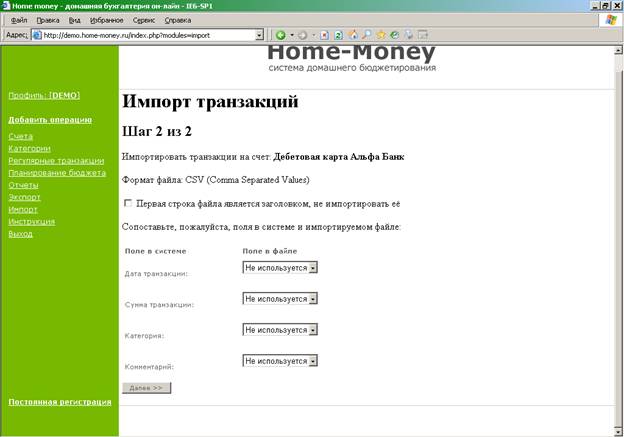 Home money - домашняя бухгалтерия он-лайн - IE6-SP1
Файл Правка Вид Избранное Сервис Справка
Адрес: http://demo.home-money.ru/index.php?modules=import
Home-Money
система домашнего бюджетирования
Профиль: [DEMO]
Добавить операцию
Счета
Категории
Регулярные транзакции
Планирование бюджета
Отчеты
Экспорт
Импорт
Инструкция
Выход
Постоянная регистрация
Импорт транзакций
Шаг 2 из 2
Импортировать транзакции на счет: Дебетовая карта Альфа Банк
Формат файла: CSV (Comma Separated Values)
Первая строка файла является заголовком, не импортировать её
Сопоставьте, пожалуйста, поля в системе и импортируемом файле:
Поле в системе Поле в файле
Дата транзакции: Не используется
Сумма транзакции: Не используется
Категория: Не используется
Комментарий: Не используется
Далее >>